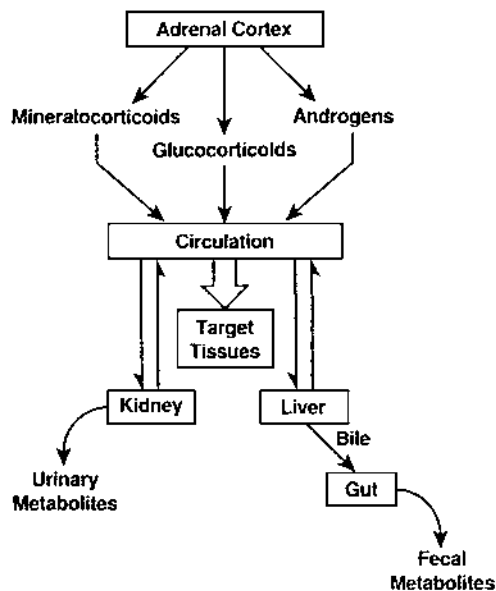 Adrenal Cortex
Mineralocorticoids
Androgens
Glucocorticoids
Circulation
Target
Tissues
Kidney
Liver
Bile
Urinary
Metabolites
Gut
Fecal
Metabolites